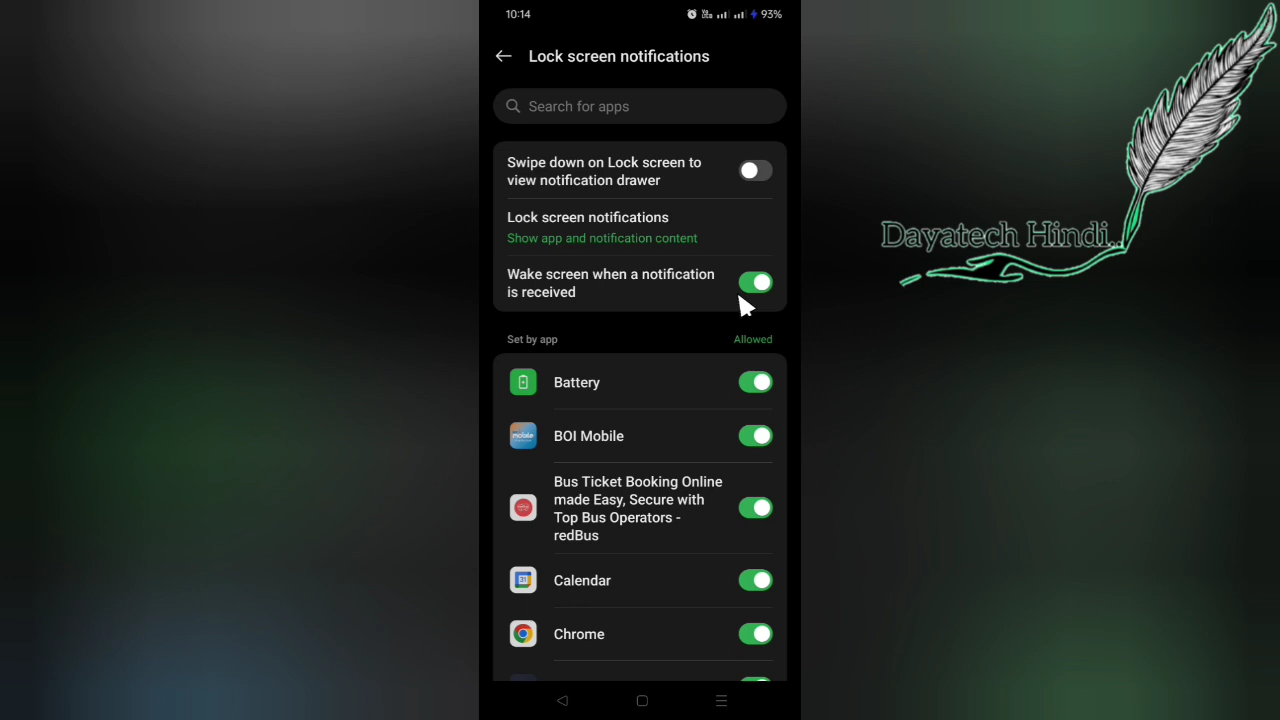 10:14
93%
Lock screen notifications
Search for apps
Swipe down on Lock screen to
view notification drawer
Lock screen notifications
Show app and notification content
Wake screen when a notification
is received
Set by app
Allowed
Battery
mobile
BOI Mobile
Bus Ticket Booking Online
made Easy, Secure with
Top Bus Operators -
redBus
31
Calendar
Chrome
Dayatech Hindi..